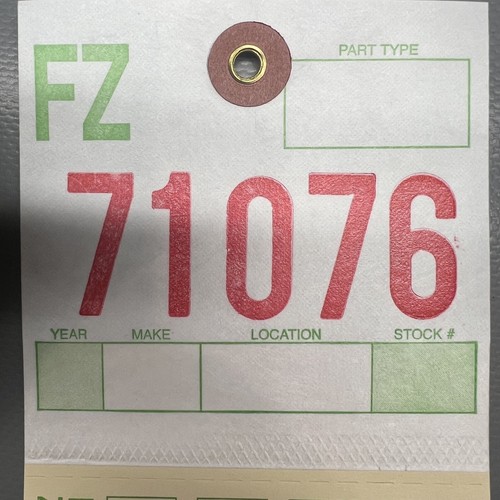 FZ
PART TYPE
71076
YEAR MAKE LOCATION STOCK #